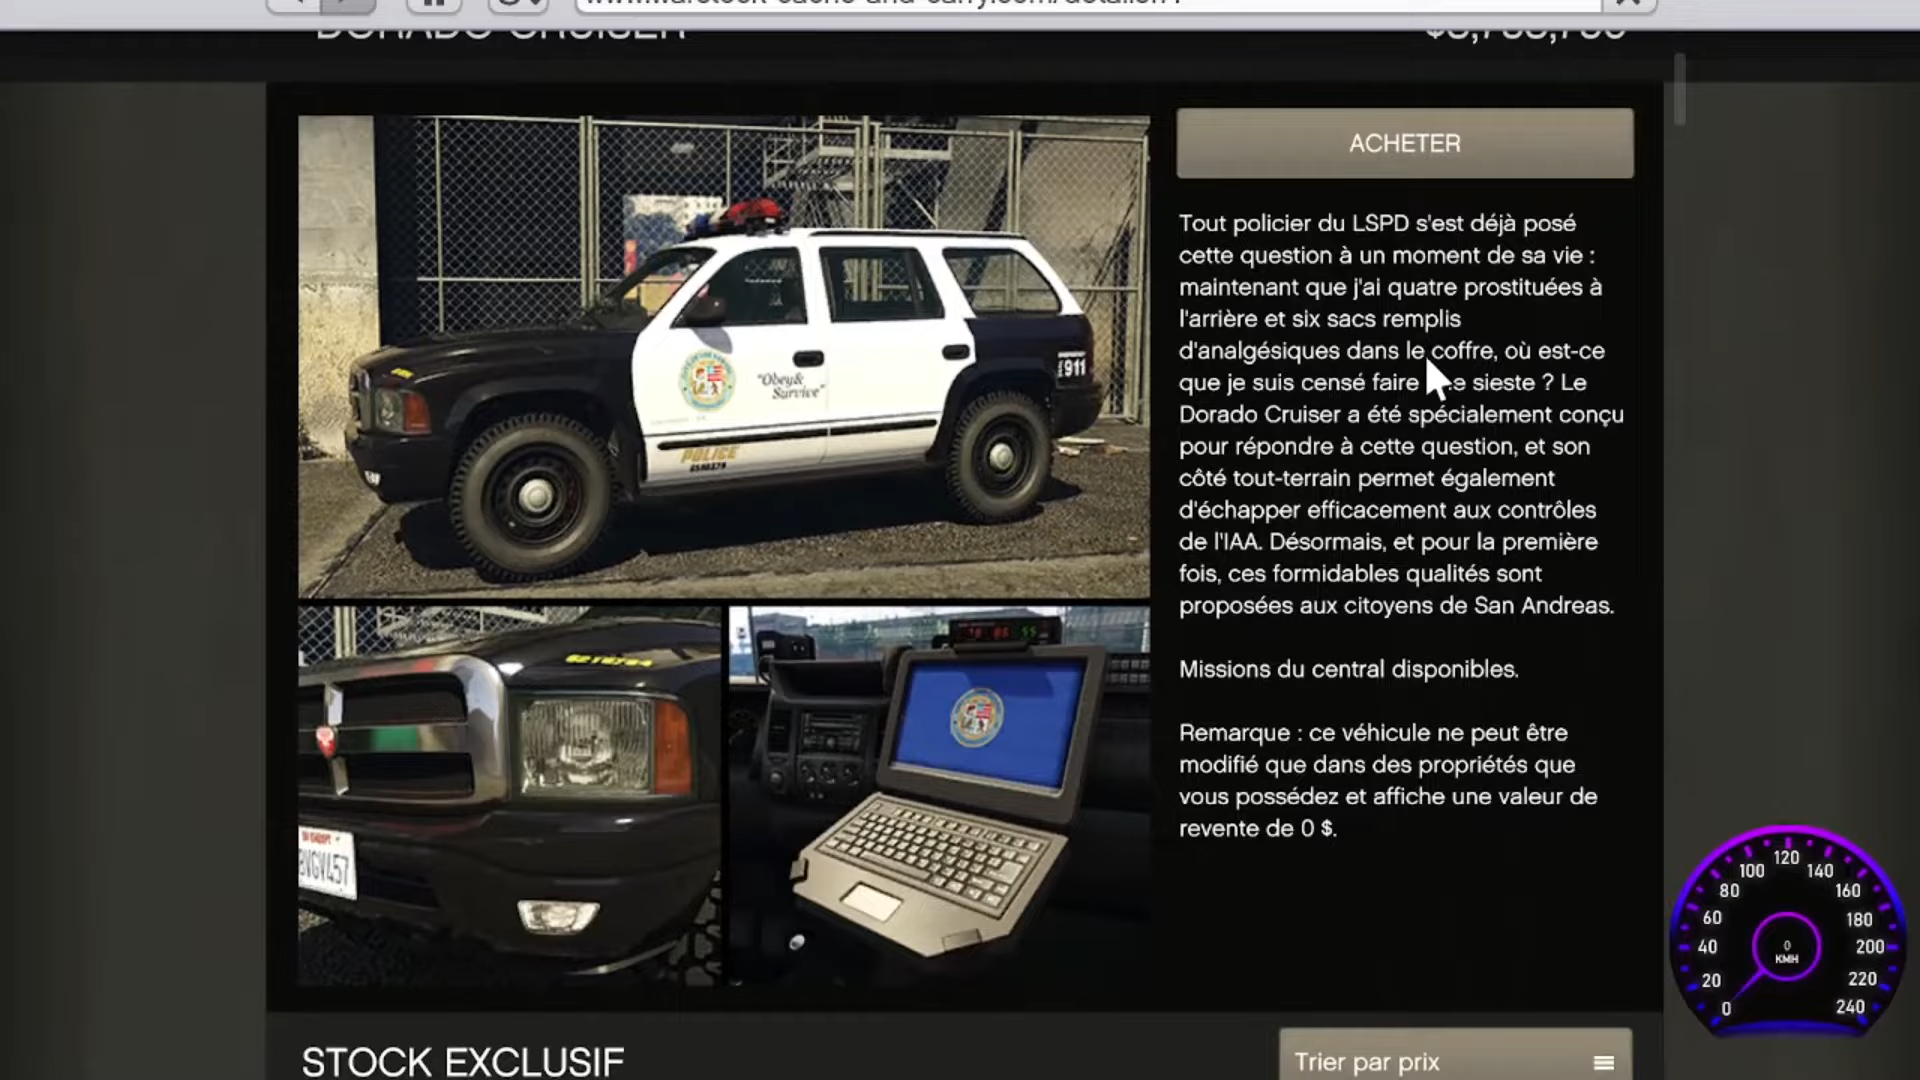 DORADO CRUISER
ACHETER
Tout policier du LSPD s'est déjà posé
cette question à un moment de sa vie :
maintenant que j'ai quatre prostituées à
l'arrière et six sacs remplis
d'analgésiques dans le coffre, où est-ce
que je suis censé faire sieste ? Le
Dorado Cruiser a été spécialement conçu
pour répondre à cette question, et son
côté tout-terrain permet également
d'échapper efficacement aux contrôles
de l'IAA. Désormais, et pour la première
fois, ces formidables qualités sont
proposées aux citoyens de San Andreas.
Missions du central disponibles.
Remarque : ce véhicule ne peut être
modifié que dans des propriétés que
vous possédez et affiche une valeur de
revente de 0 $.
"Obey &
Survive"
911
POLICE
STOCK EXCLUSIF
Trier par prix
0
20
40
60
80
100
120
140
160
180
200
220
240
0
KMH